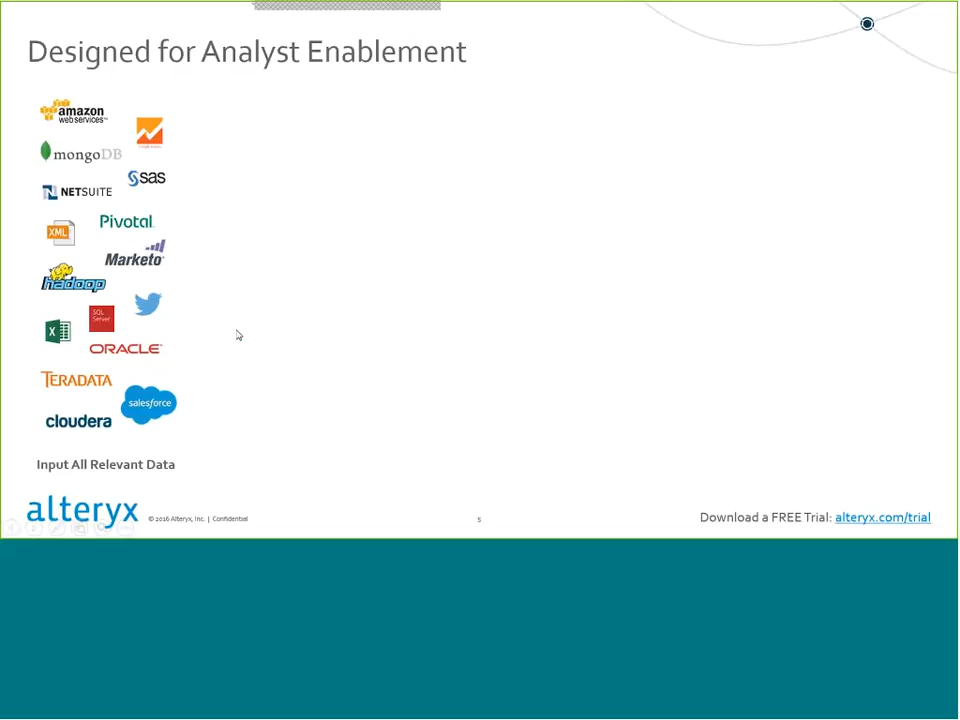 Designed for Analyst Enablement
amazon
web services™
mongoDB
sas
NETSUITE
XML
Pivotal
Marketo
hadoop
SQL
Server
X
ORACLE
TERADATA
salesforce
cloudera
Input All Relevant Data
alteryx
© 2016 Alteryx, Inc. | Confidential
5
Download a FREE Trial: alteryx.com/trial